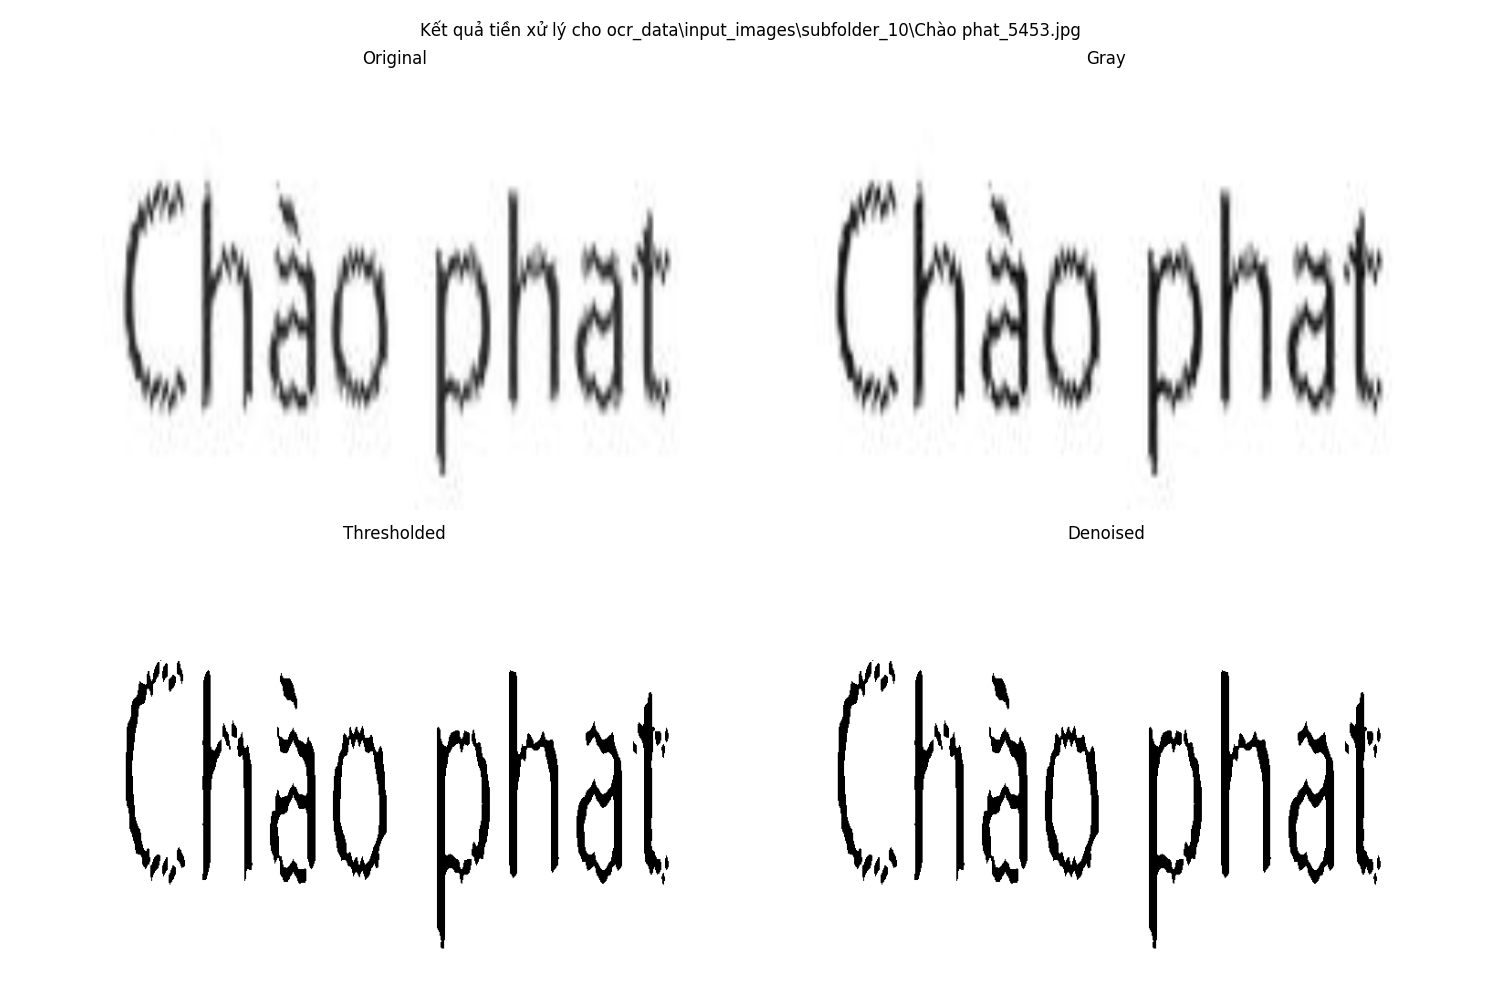 Kết quả tiền xử lý cho ocr_data\input_images\subfolder_10\Chào phat_5453.jpg
Original
Gray
Chào phat
Chào phat
Thresholded
Denoised
Chào phat
Chào phat